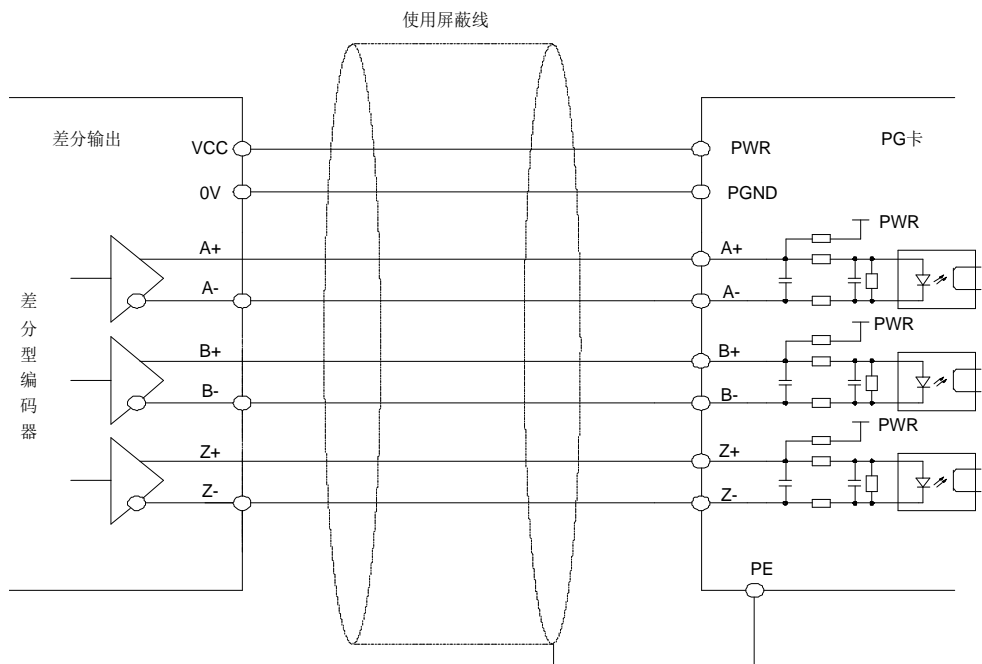 使用屏蔽线
差分输出
PG卡
VCC
PWR
0V
PGND
PWR
A+
A+
A-
A-
差分型编码器
PWR
B+
B+
B-
B-
PWR
Z+
Z+
Z-
Z-
PE